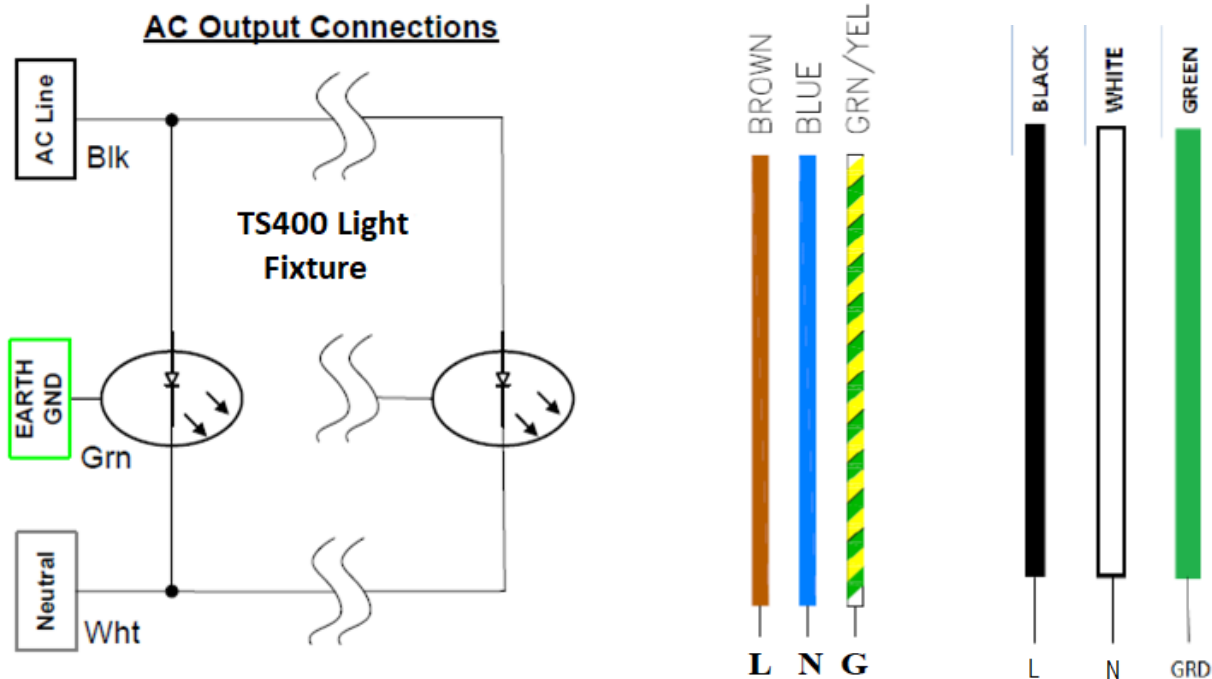 AC Output Connections
AC Line
Blk
TS400 Light
Fixture
EARTH
GND
Grn
Neutral
Wht
BROWN
BLUE
GRN/YEL
L N G
BLACK
WHITE
GREEN
L N GRD